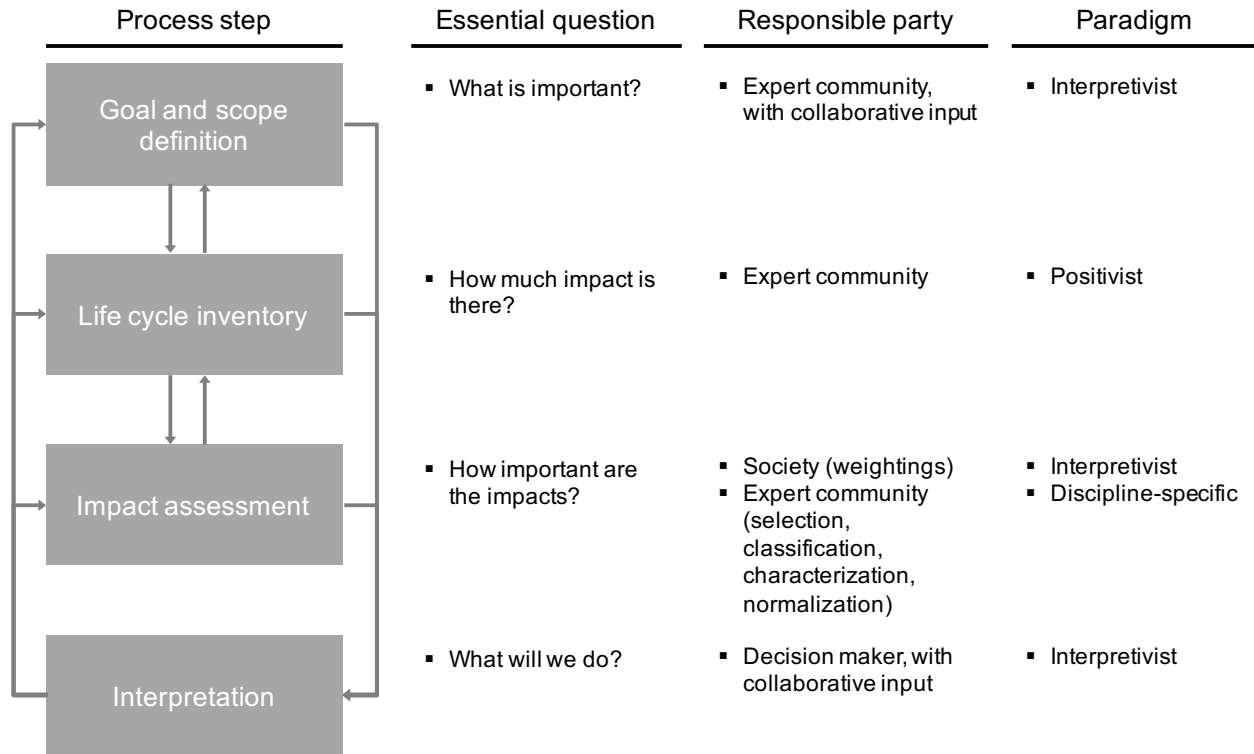 Process step
Essential question
Responsible party
Paradigm
Goal and scope
definition
▪ What is important?
▪ Expert community,
with collaborative input
▪ Interpretivist
Life cycle inventory
▪ How much impact is
there?
▪ Expert community
▪ Positivist
Impact assessment
▪ How important are
the impacts?
▪ Society (weightings)
▪ Expert community
(selection,
classification,
characterization,
normalization)
▪ Interpretivist
▪ Discipline-specific
Interpretation
▪ What will we do?
▪ Decision maker, with
collaborative input
▪ Interpretivist